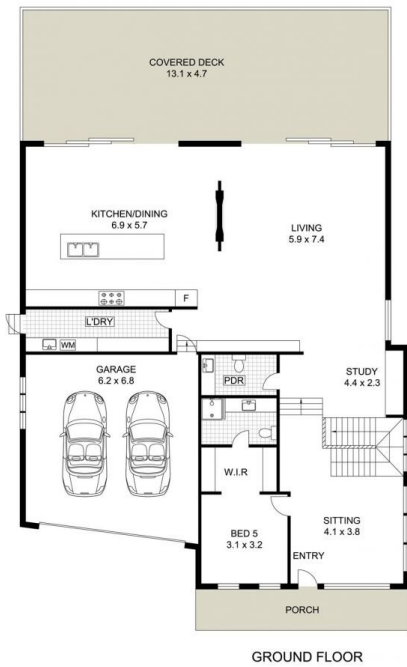 COVERED DECK
13.1 x 4.7
KITCHEN/DINING
6.9 x 5.7
LIVING
5.9 x 7.4
F
L'DRY
WM
GARAGE
6.2 x 6.8
PDR
STUDY
4.4 x 2.3
W.I.R
BED 5
3.1 x 3.2
SITTING
4.1 x 3.8
ENTRY
PORCH
GROUND FLOOR